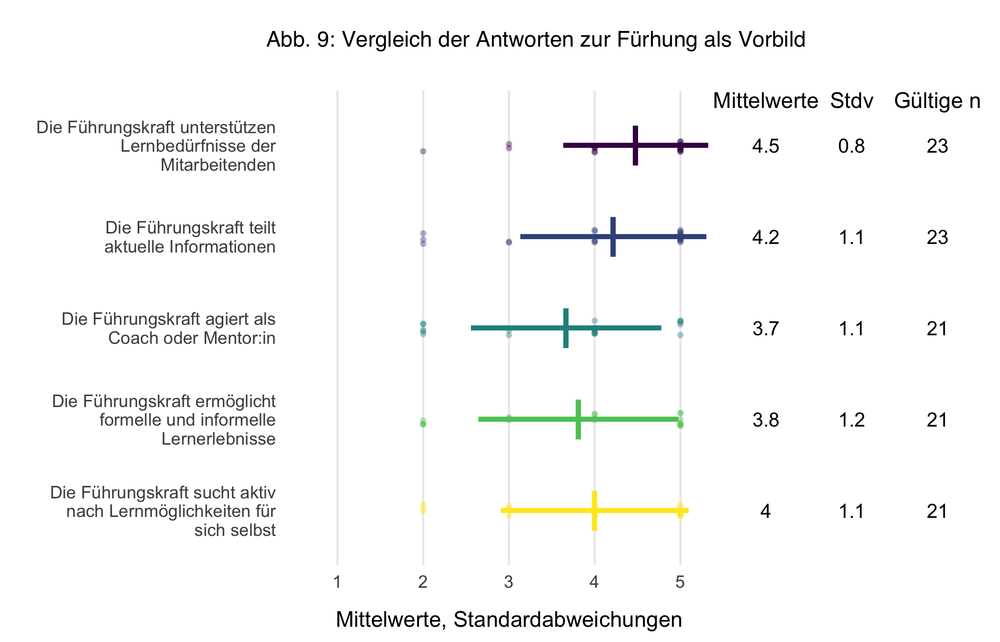 Abb. 9: Vergleich der Antworten zur Fürhung als Vorbild
Mittelwerte Stdv Gültige n
Die Führungskraft unterstützen
Lernbedürfnisse der
Mitarbeitenden
4.5 0.8 23
Die Führungskraft teilt
aktuelle Informationen
4.2 1.1 23
Die Führungskraft agiert als
Coach oder Mentor:in
3.7 1.1 21
Die Führungskraft ermöglicht
formelle und informelle
Lernerlebnisse
3.8 1.2 21
Die Führungskraft sucht aktiv
nach Lernmöglichkeiten für
sich selbst
4 1.1 21
1 2 3 4 5
Mittelwerte, Standardabweichungen